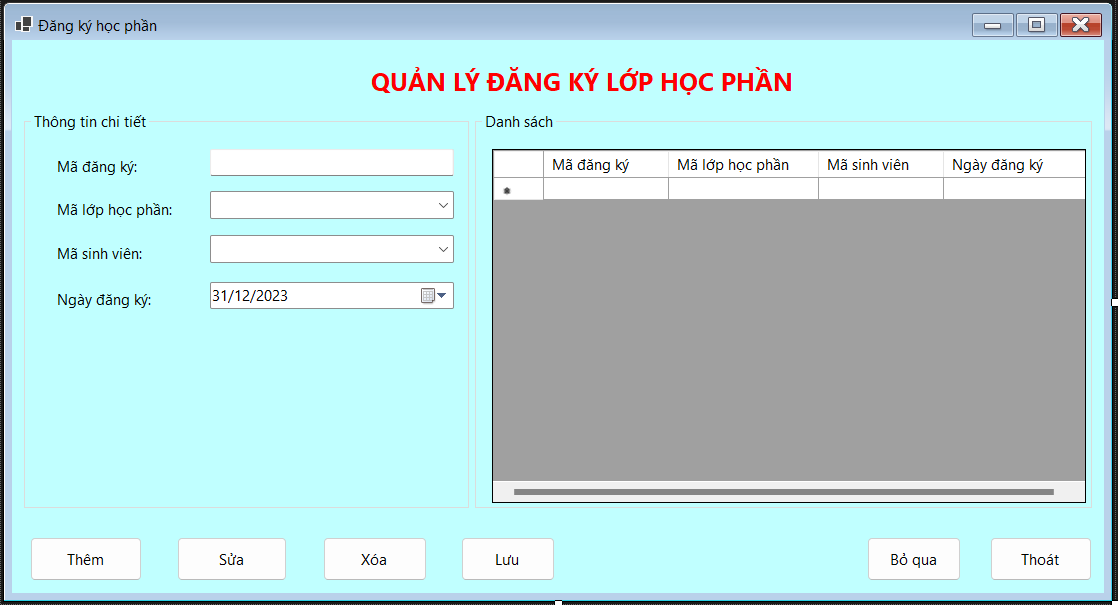 Đăng ký học phần
QUẢN LÝ ĐĂNG KÝ LỚP HỌC PHẦN
Thông tin chi tiết
Mã đăng ký:
Mã lớp học phần:
Mã sinh viên:
Ngày đăng ký:
31/12/2023
Danh sách
Mã đăng ký Mã lớp học phần Mã sinh viên Ngày đăng ký
Thêm Sửa Xóa Lưu Bỏ qua Thoát